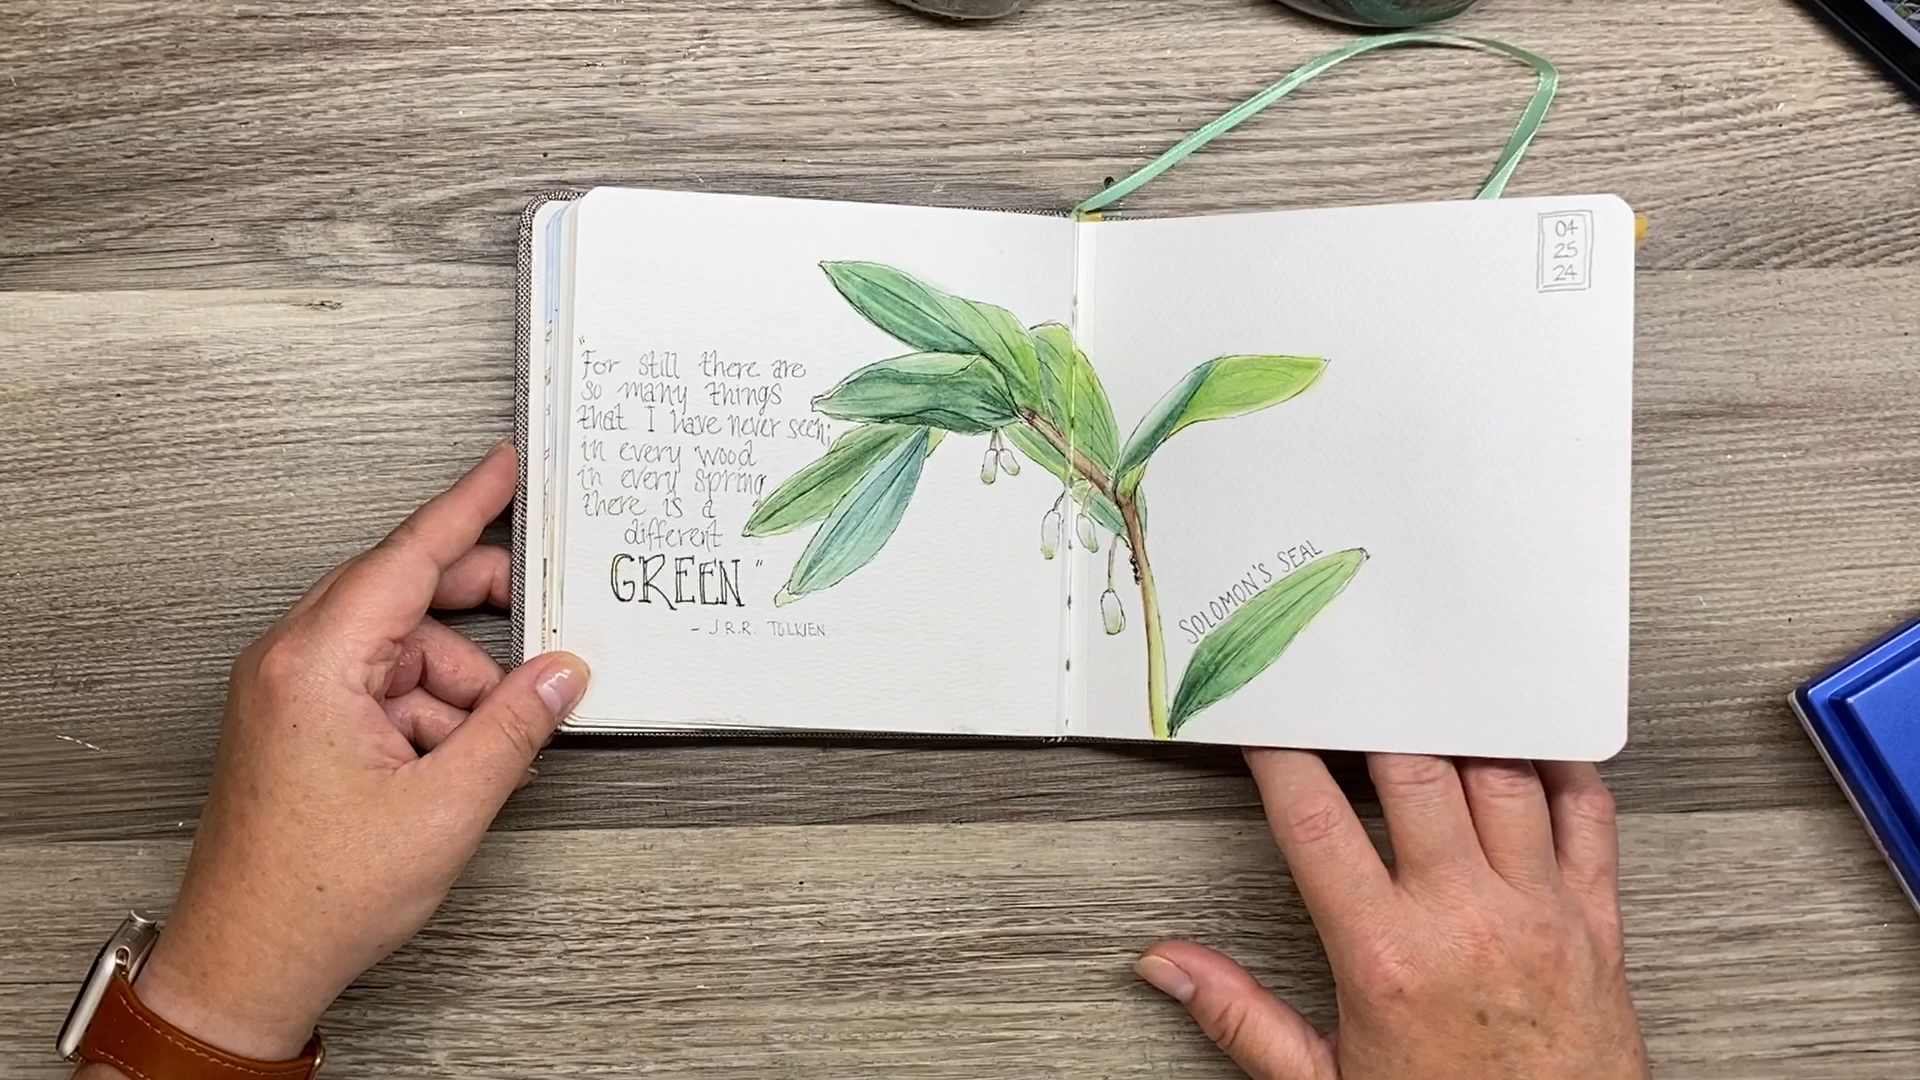 "For still there are
so many things
that I have never seen;
in every wood
in every spring
there is a
different
GREEN"
- J.R.R. TOLKIEN
SOLOMON'S SEAL
04
25
24